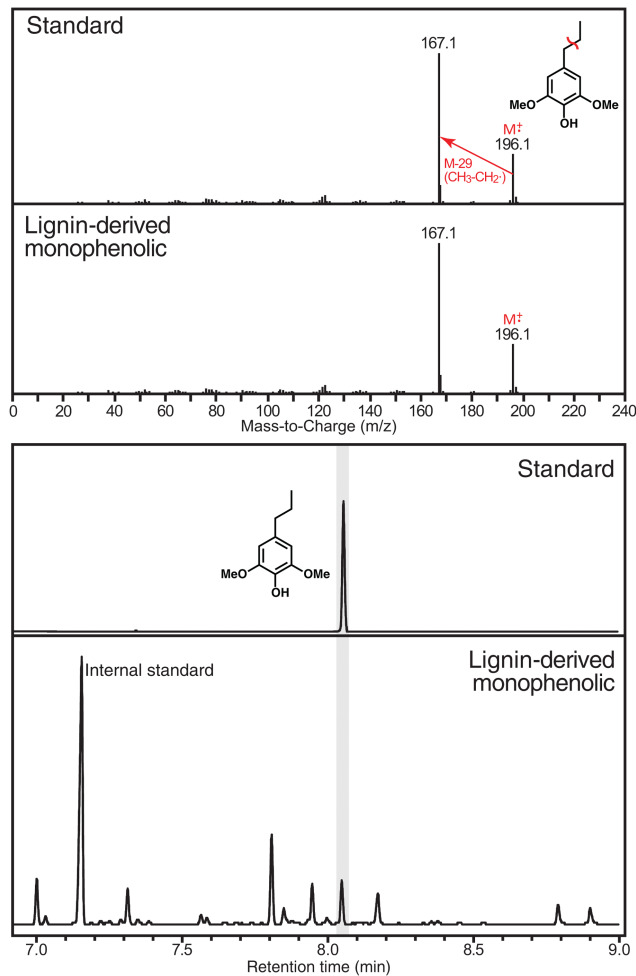 Standard
167.1
MeO
OMe
OH
M⁺•
196.1
M-29
(CH₃-CH₂·)
Lignin-derived
monophenolic
167.1
M⁺•
196.1
0 20 40 60 80 100 120 140 160 180 200 220 240
Mass-to-Charge (m/z)
Standard
MeO
OMe
OH
Internal standard
Lignin-derived
monophenolic
7.0 7.5 8.0 8.5 9.0
Retention time (min)